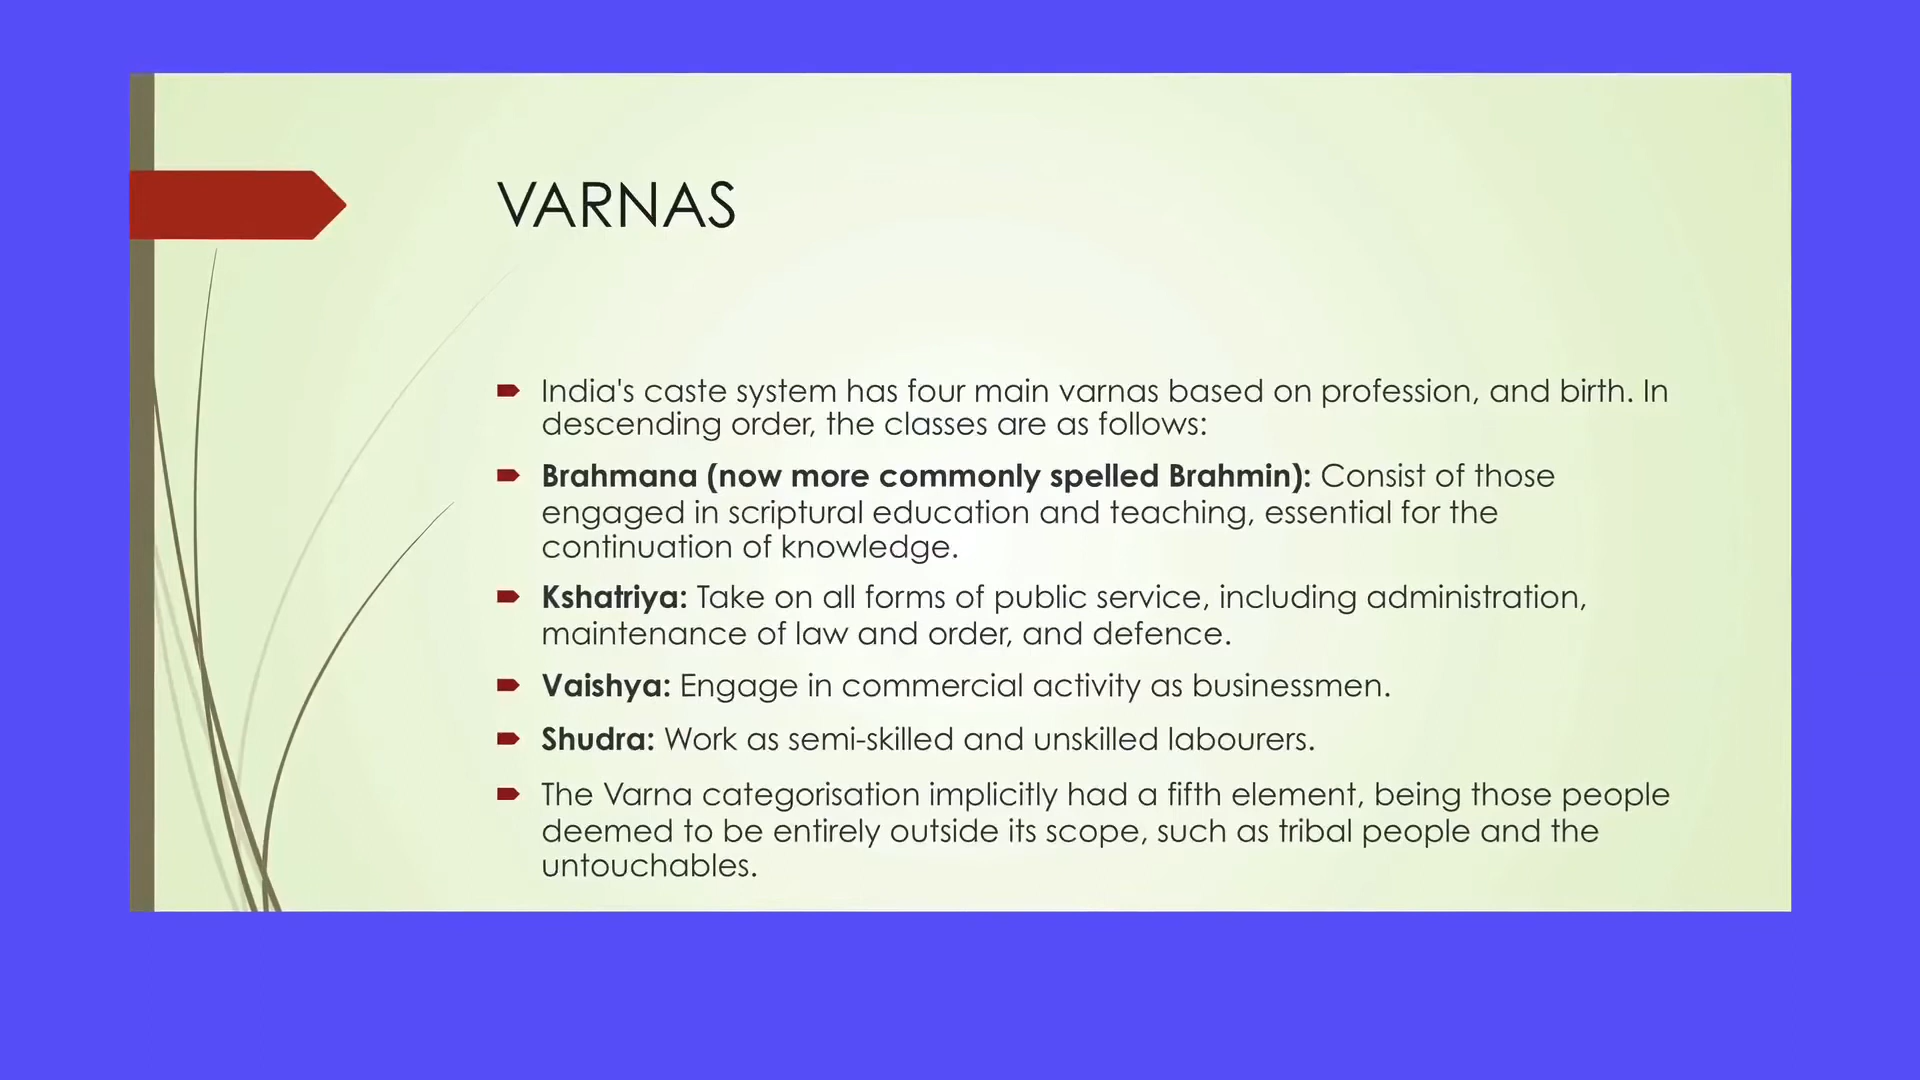 VARNAS
India's caste system has four main varnas based on profession, and birth. In
descending order, the classes are as follows:
Brahmana (now more commonly spelled Brahmin): Consist of those
engaged in scriptural education and teaching, essential for the
continuation of knowledge.
Kshatriya: Take on all forms of public service, including administration,
maintenance of law and order, and defence.
Vaishya: Engage in commercial activity as businessmen.
Shudra: Work as semi-skilled and unskilled labourers.
The Varna categorisation implicitly had a fifth element, being those people
deemed to be entirely outside its scope, such as tribal people and the
untouchables.